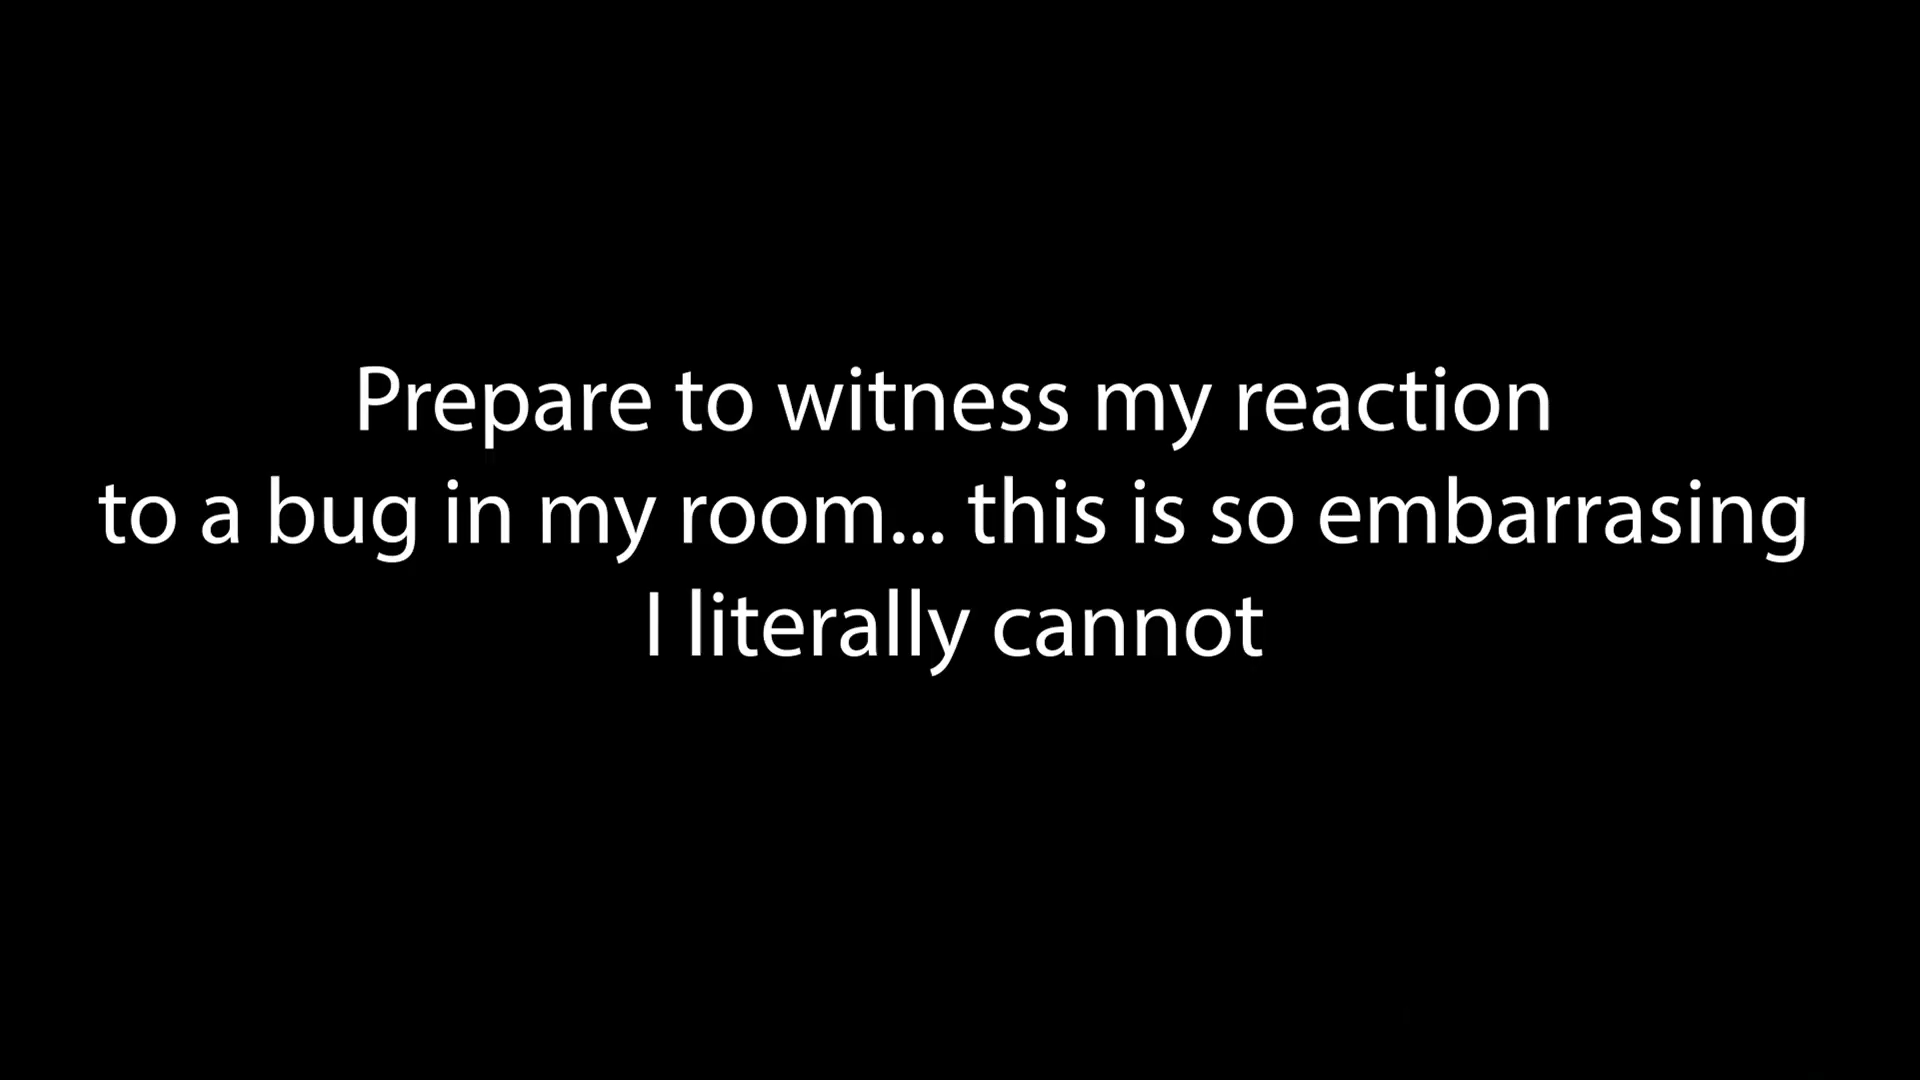 Prepare to witness my reaction
to a bug in my room... this is so embarrasing
I literally cannot